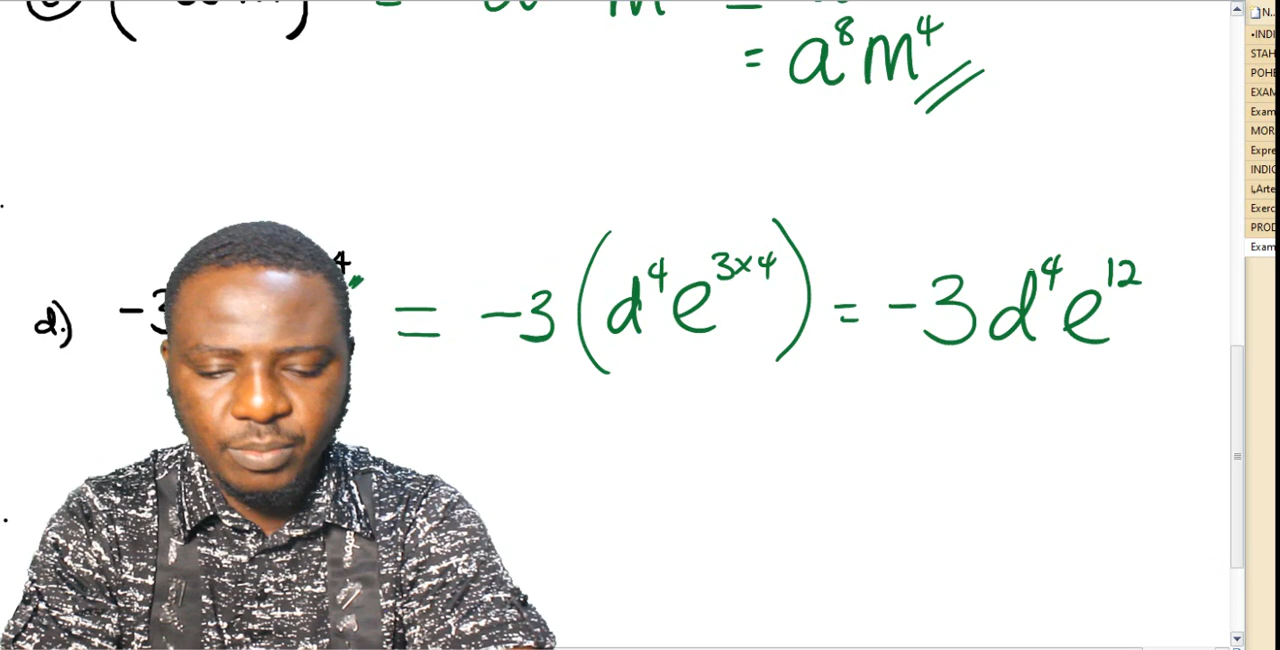 = a⁸m⁴
d.) -3 4 = -3(d⁴e³ˣ⁴) = -3d⁴e¹²
N..
•INDI
STAH
POHE
EXAM
Exam
MOR
Expre
INDIC
↳Arte
Exerc
PROD
Exam